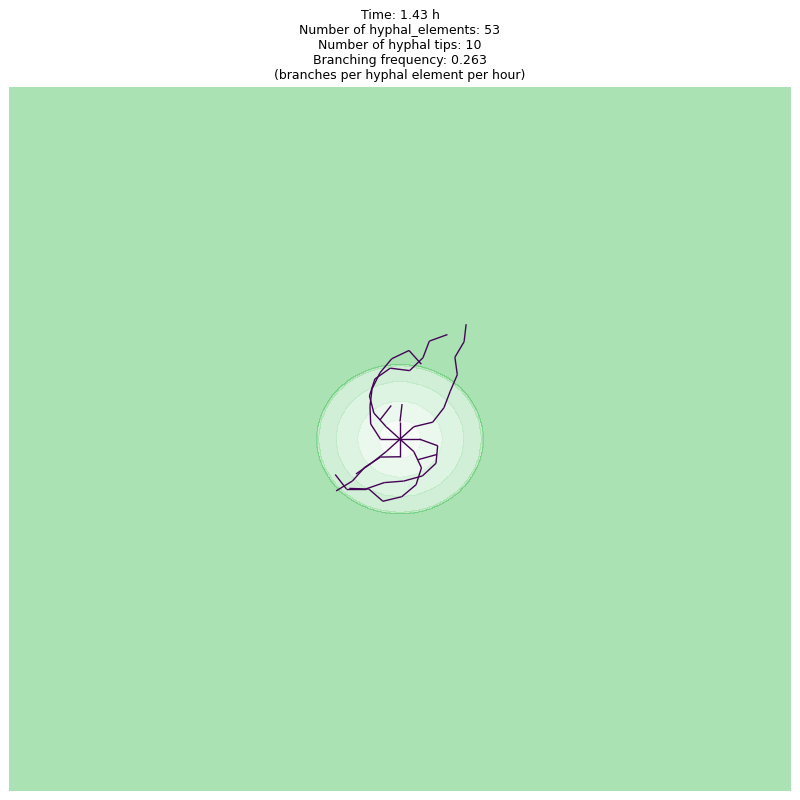 Time: 1.43 h
Number of hyphal_elements: 53
Number of hyphal tips: 10
Branching frequency: 0.263
(branches per hyphal element per hour)